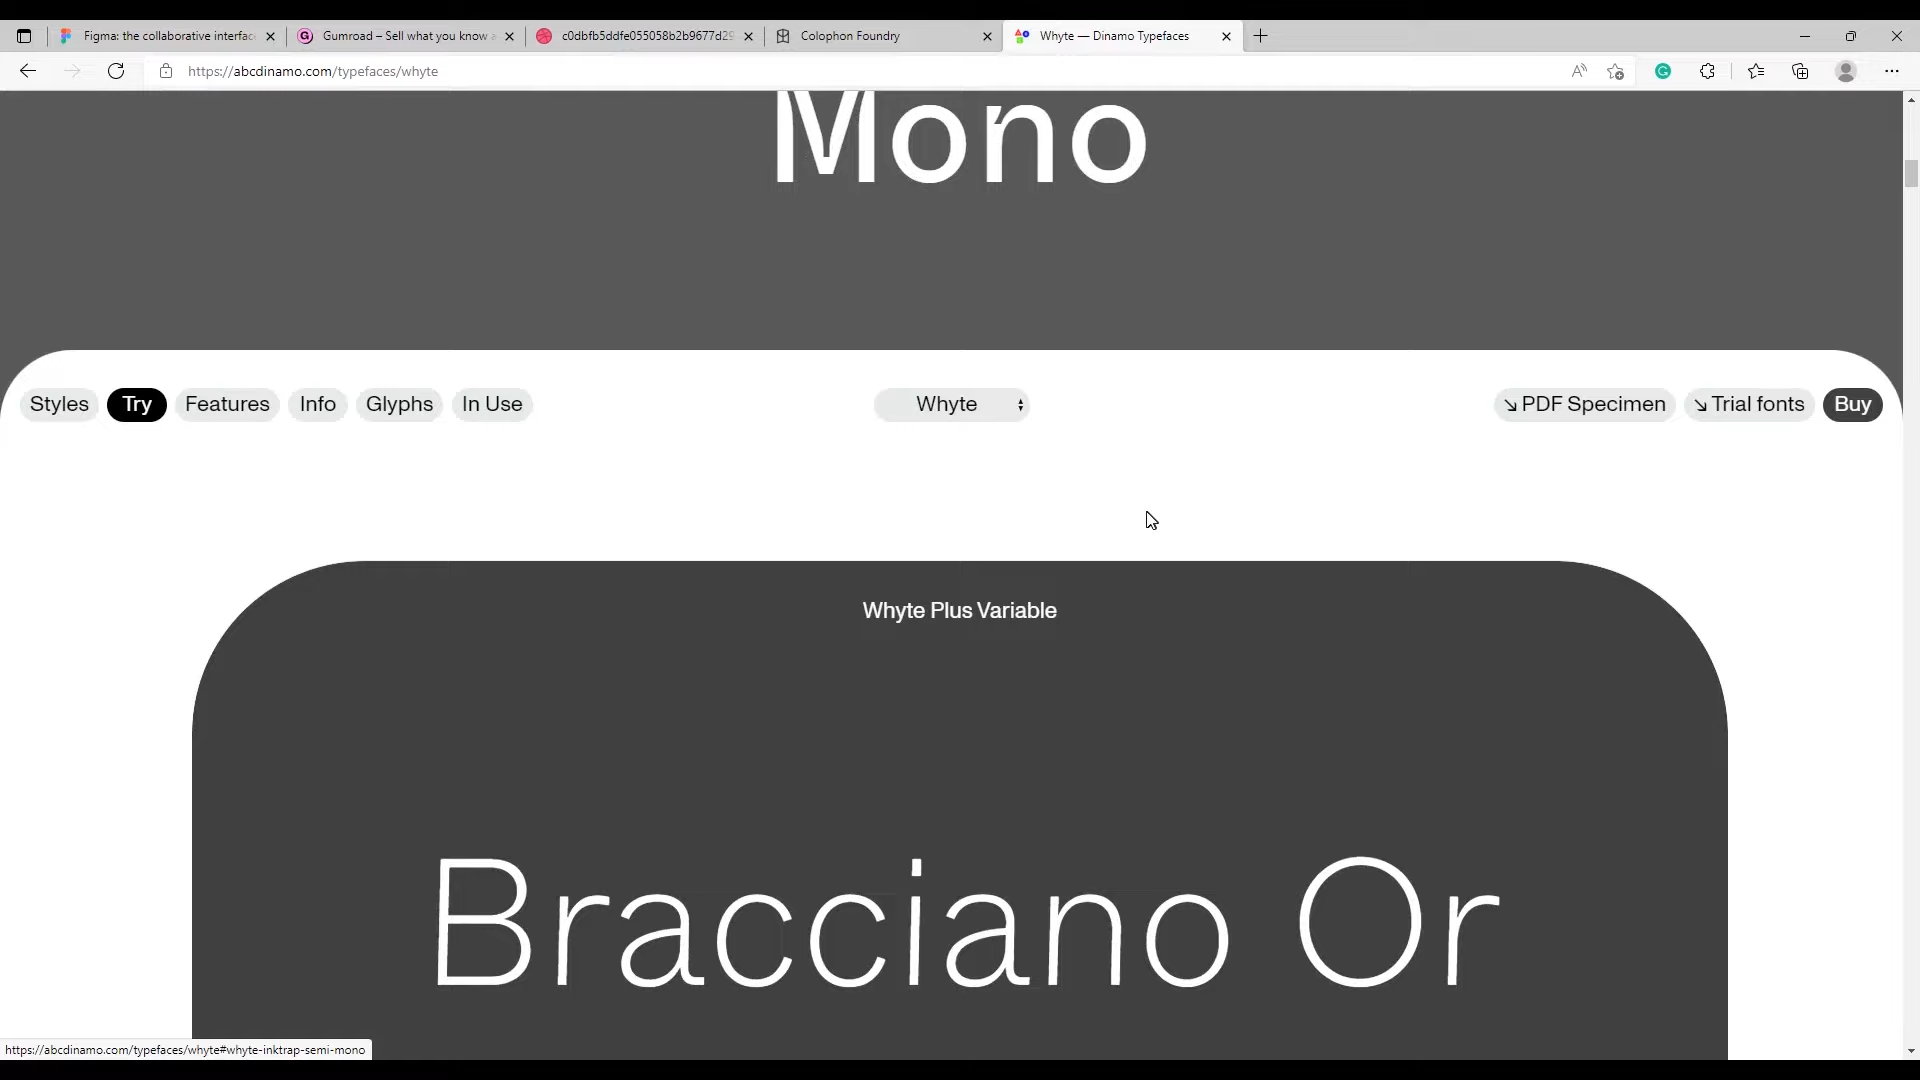 Figma: the collaborative interfac
Gumroad – Sell what you know a
c0dbfb5ddfe055058b2b9677d29
Colophon Foundry
Whyte — Dinamo Typefaces
https://abcdinamo.com/typefaces/whyte
Mono
Styles
Try
Features
Info
Glyphs
In Use
Whyte
↘ PDF Specimen
↘ Trial fonts
Buy
Whyte Plus Variable
Bracciano Or
https://abcdinamo.com/typefaces/whyte#whyte-inktrap-semi-mono